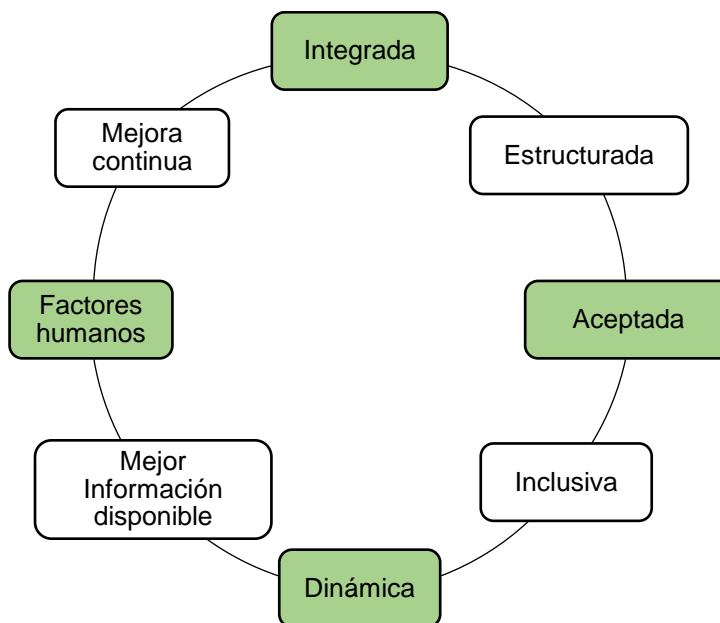 Integrada
Estructurada
Aceptada
Inclusiva
Dinámica
Mejor
Información
disponible
Factores
humanos
Mejora
continua